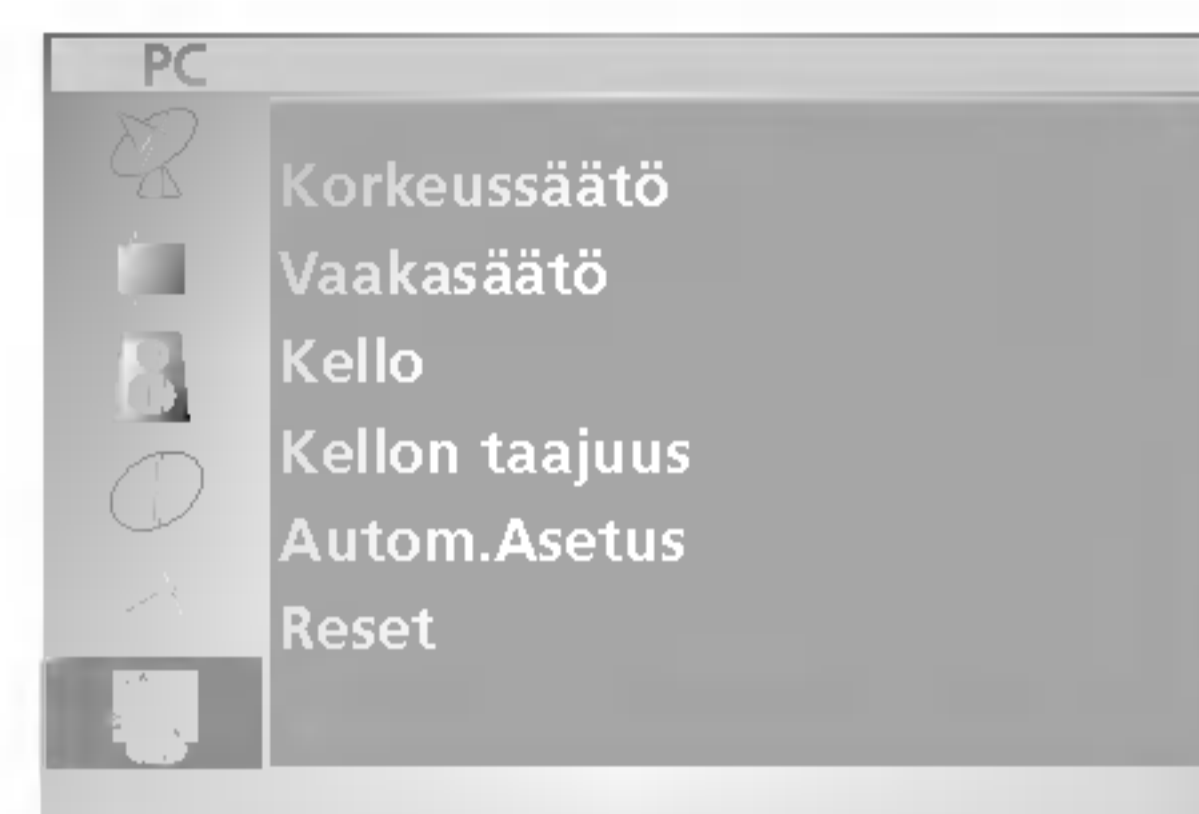 PC
Korkeussäätö
Vaakasäätö
Kello
Kellon taajuus
Autom.Asetus
Reset